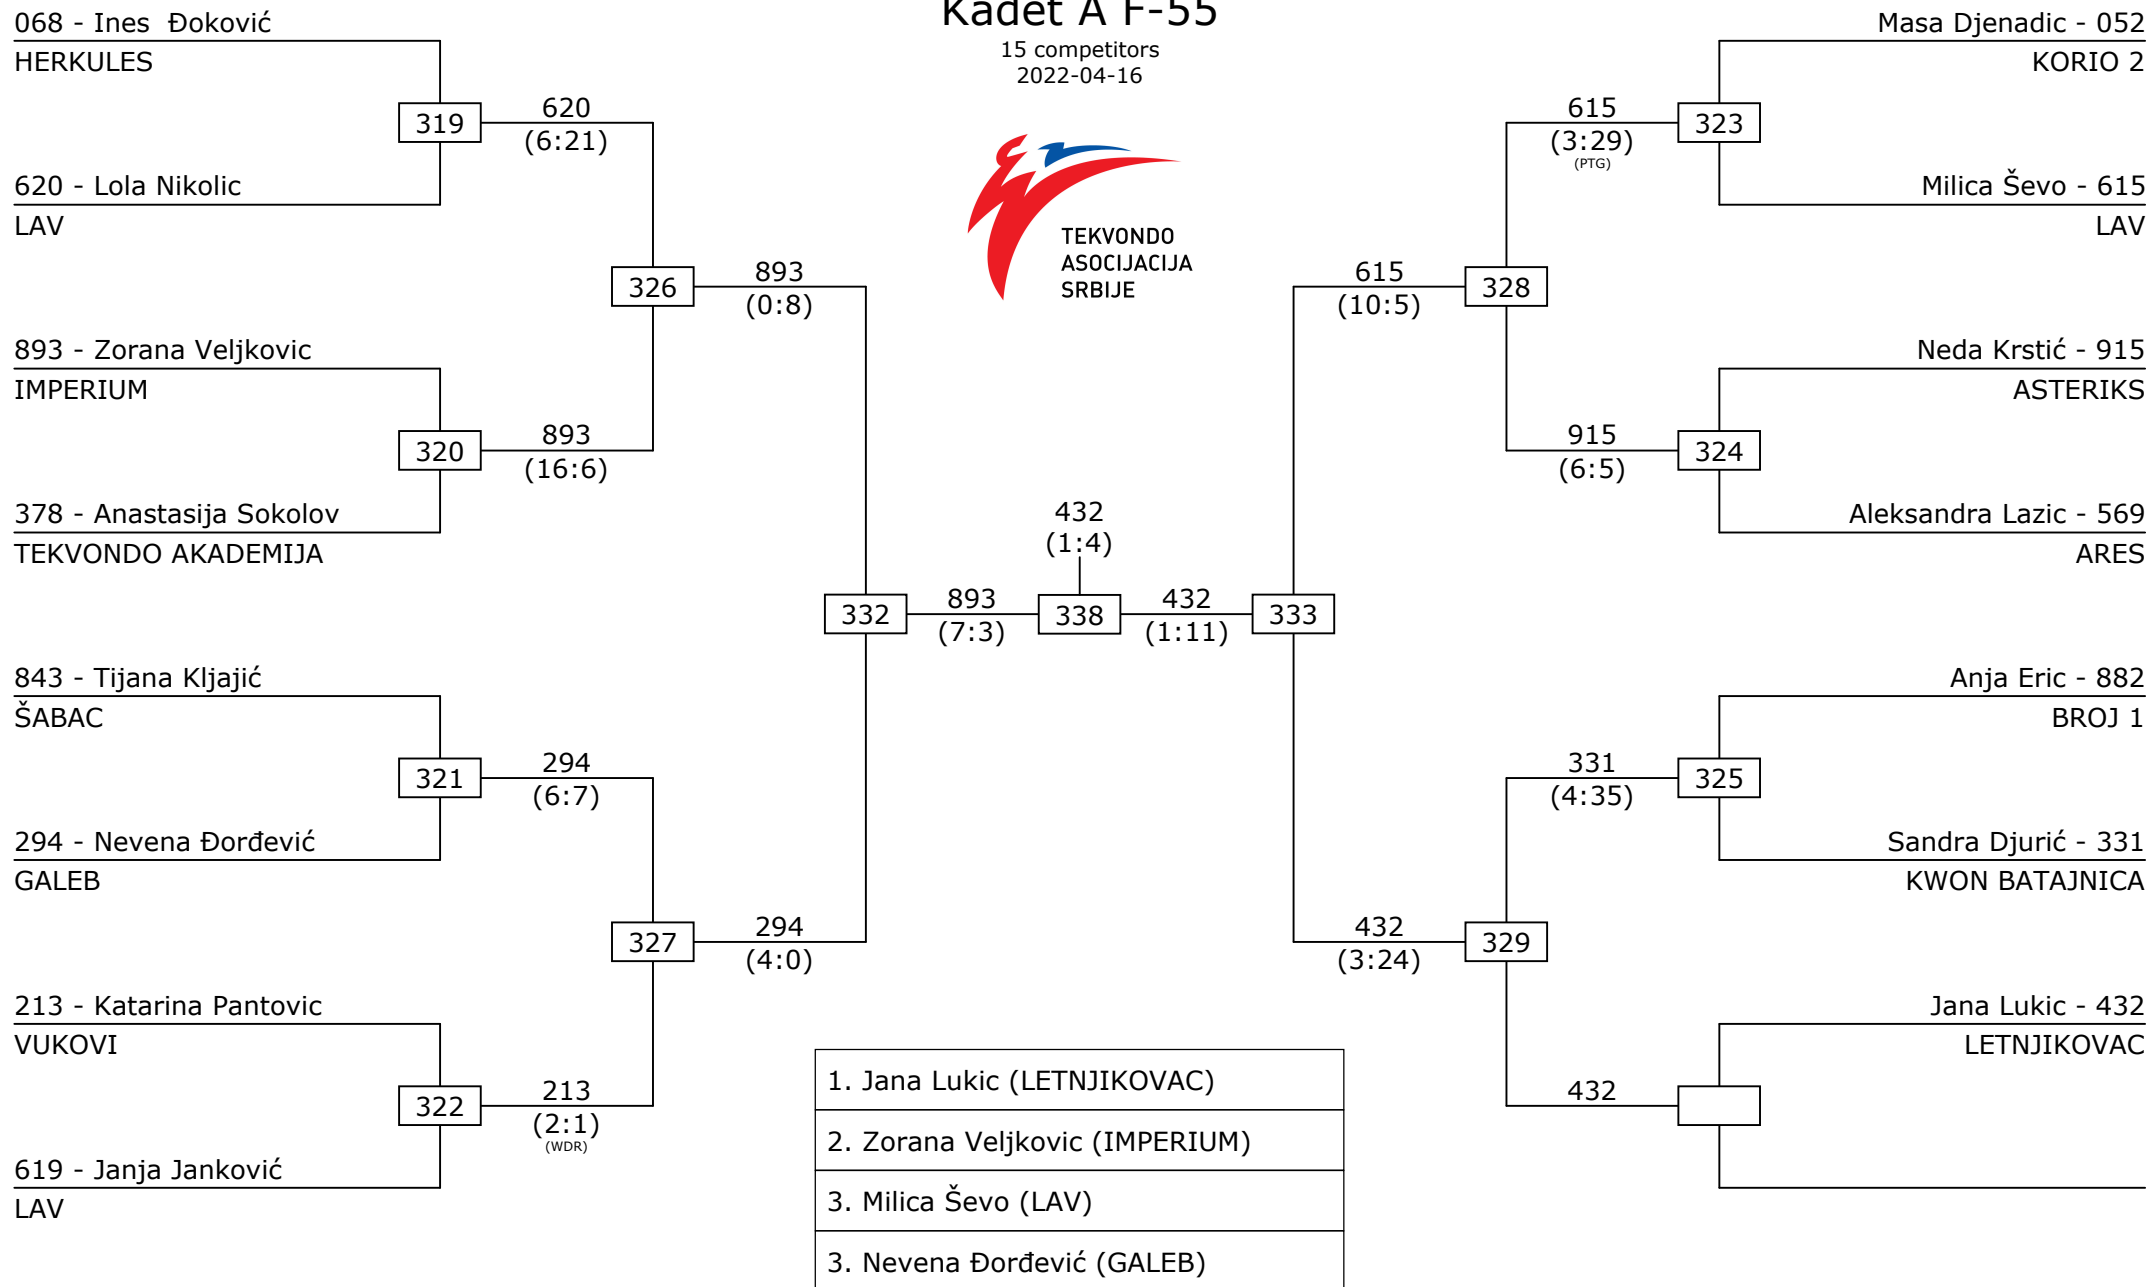 Kadet A F-55
15 competitors
2022-04-16
TEKVONDO
ASOCIJACIJA
SRBIJE
068 - Ines  Đoković
HERKULES
319
620
(6:21)
620 - Lola Nikolic
LAV
326
893
(0:8)
893 - Zorana Veljkovic
IMPERIUM
320
893
(16:6)
378 - Anastasija Sokolov
TEKVONDO AKADEMIJA
332
893
(7:3)
843 - Tijana Kljajić
ŠABAC
321
294
(6:7)
294 - Nevena Đorđević
GALEB
327
294
(4:0)
213 - Katarina Pantovic
VUKOVI
322
213
(2:1)
(WDR)
619 - Janja Janković
LAV
432
(1:4)
338
432
(1:11)
333
Masa Djenadic - 052
KORIO 2
615
(3:29)
(PTG)
323
Milica Ševo - 615
LAV
615
(10:5)
328
Neda Krstić - 915
ASTERIKS
915
(6:5)
324
Aleksandra Lazic - 569
ARES
Anja Eric - 882
BROJ 1
331
(4:35)
325
Sandra Djurić - 331
KWON BATAJNICA
432
(3:24)
329
Jana Lukic - 432
LETNJIKOVAC
432
1. Jana Lukic (LETNJIKOVAC)
2. Zorana Veljkovic (IMPERIUM)
3. Milica Ševo (LAV)
3. Nevena Đorđević (GALEB)